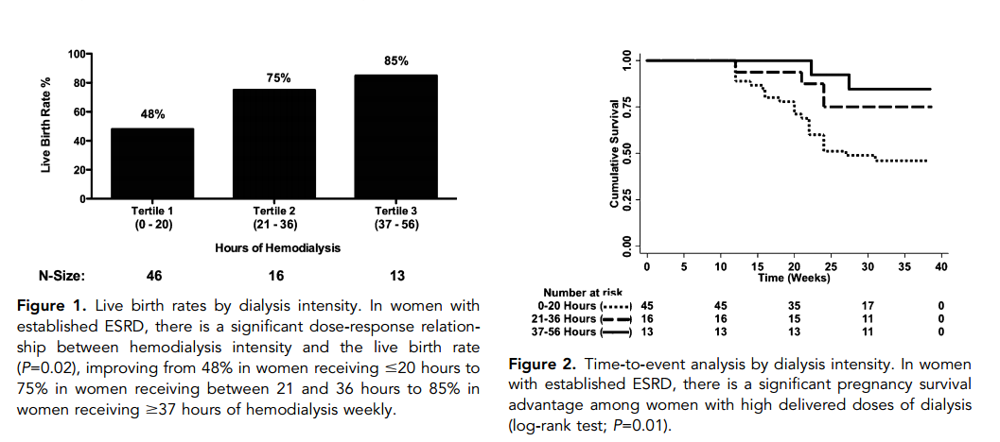 100
80
60
40
20
0
Live Birth Rate %
48%
75%
85%
Tertile 1
(0 - 20)
Tertile 2
(21 - 36)
Tertile 3
(37 - 56)
Hours of Hemodialysis
N-Size: 46 16 13
Figure 1. Live birth rates by dialysis intensity. In women with
established ESRD, there is a significant dose-response relation-
ship between hemodialysis intensity and the live birth rate
(P=0.02), improving from 48% in women receiving ≤20 hours to
75% in women receiving between 21 and 36 hours to 85% in
women receiving ≥37 hours of hemodialysis weekly.
1.00
0.75
0.50
0.25
0.00
Cumulative Survival
0 5 10 15 20 25 30 35 40
Time (Weeks)
Number at risk
0-20 Hours ( ) 45 45 35 17 0
21-36 Hours ( ) 16 16 15 11 0
37-56 Hours ( ) 13 13 13 11 0
Figure 2. Time-to-event analysis by dialysis intensity. In women
with established ESRD, there is a significant pregnancy survival
advantage among women with high delivered doses of dialysis
(log-rank test; P=0.01).